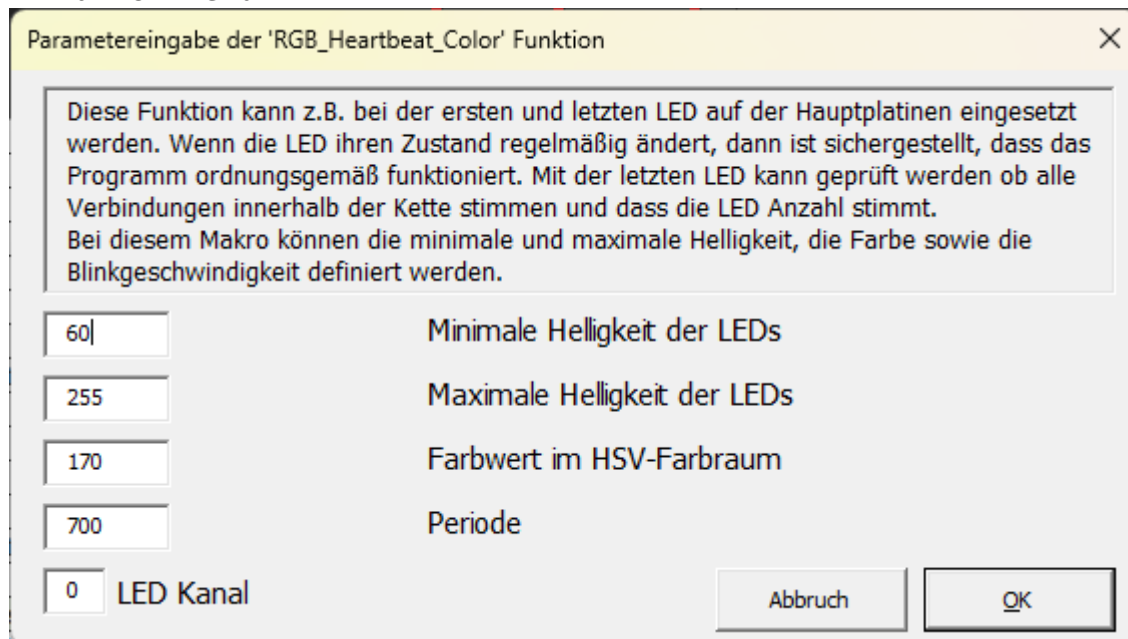 Parametereingabe der 'RGB_Heartbeat_Color' Funktion
Diese Funktion kann z.B. bei der ersten und letzten LED auf der Hauptplatinen eingesetzt
werden. Wenn die LED ihren Zustand regelmäßig ändert, dann ist sichergestellt, dass das
Programm ordnungsgemäß funktioniert. Mit der letzten LED kann geprüft werden ob alle
Verbindungen innerhalb der Kette stimmen und dass die LED Anzahl stimmt.
Bei diesem Makro können die minimale und maximale Helligkeit, die Farbe sowie die
Blinkgeschwindigkeit definiert werden.
60 Minimale Helligkeit der LEDs
255 Maximale Helligkeit der LEDs
170 Farbwert im HSV-Farbraum
700 Periode
0 LED Kanal Abbruch OK